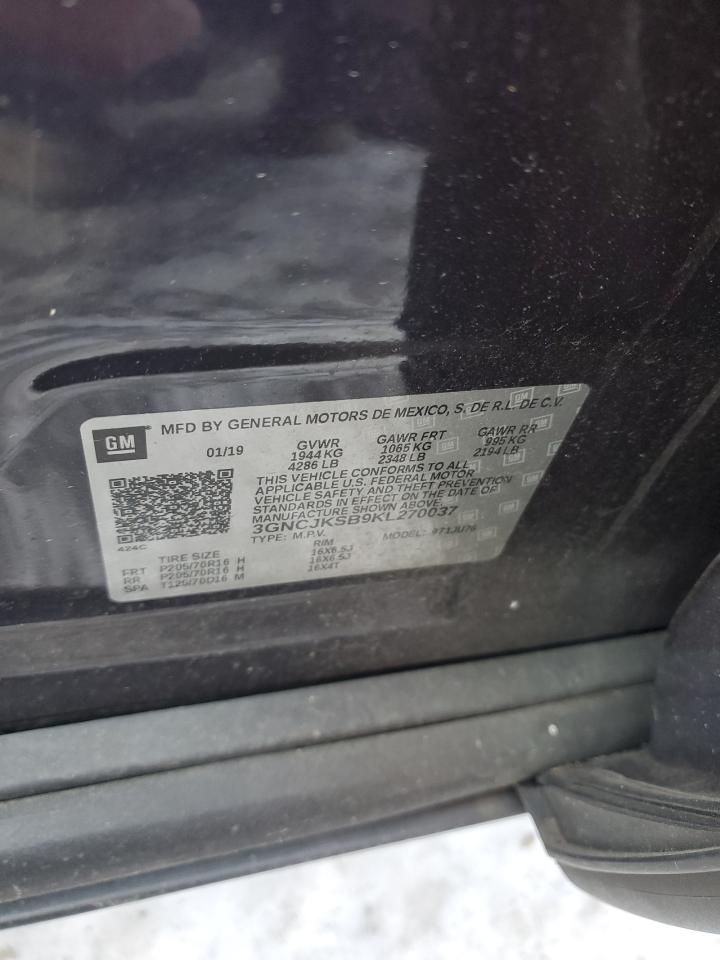 GM MFD BY GENERAL MOTORS DE MEXICO, S. DE R.L. DE C.V.
01/19 GVWR GAWR FRT GAWR RR
1944 KG 1065 KG 995 KG
4286 LB 2348 LB 2194 LB
THIS VEHICLE CONFORMS TO ALL
APPLICABLE U.S. FEDERAL MOTOR
VEHICLE SAFETY AND THEFT PREVENTION
STANDARDS IN EFFECT ON THE DATE OF
MANUFACTURE SHOWN ABOVE.
3GNCJKSB9KL270037
TYPE: M.P.V. MODEL: 971JU76
424C
TIRE SIZE RIM
FRT P205/70R16 H 16X6.5J
RR P205/70R16 H 16X6.5J
SPA T125/70D16 M 16X4T